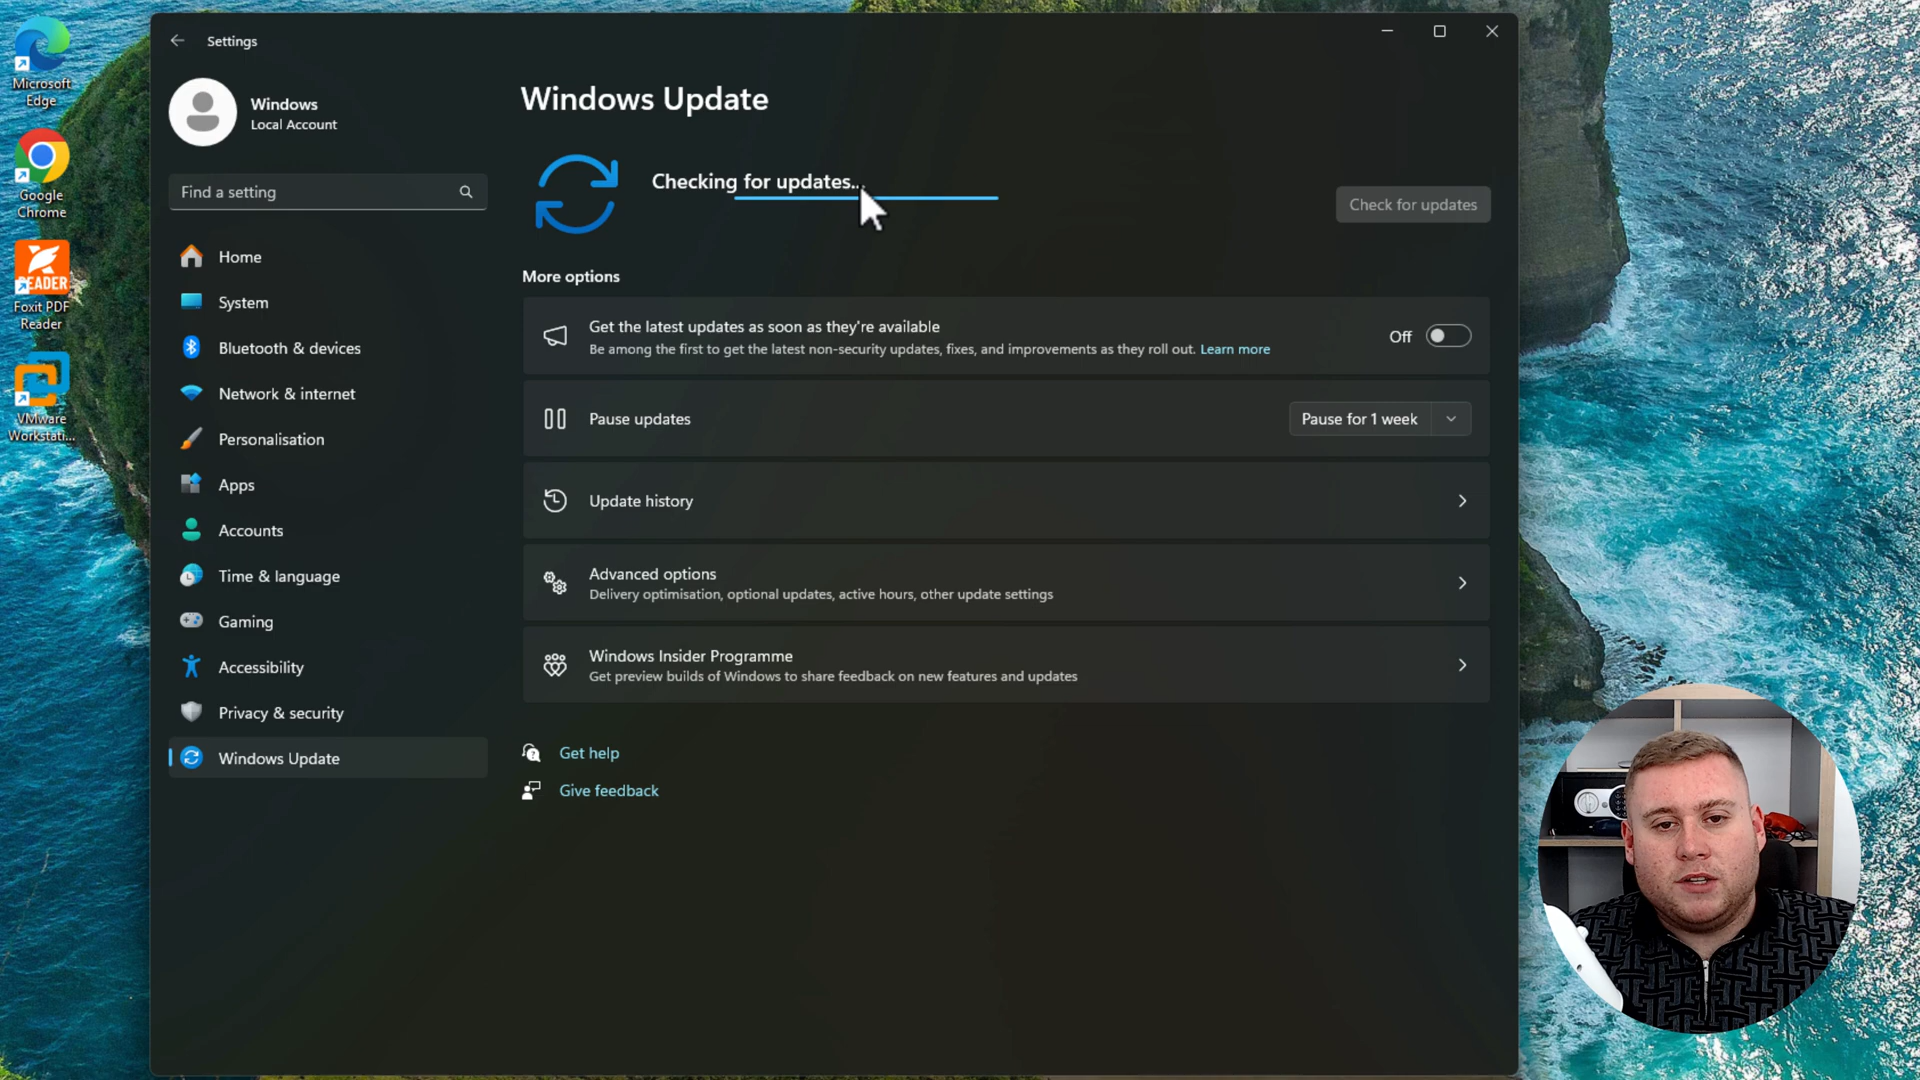 Microsoft
Edge
Google
Chrome
READER
Foxit PDF
Reader
VMware
Workstati...
Settings
Windows
Local Account
Find a setting
Home
System
Bluetooth & devices
Network & internet
Personalisation
Apps
Accounts
Time & language
Gaming
Accessibility
Privacy & security
Windows Update
Windows Update
Checking for updates...
Check for updates
More options
Get the latest updates as soon as they're available
Be among the first to get the latest non-security updates, fixes, and improvements as they roll out. Learn more
Off
Pause updates
Pause for 1 week
Update history
Advanced options
Delivery optimisation, optional updates, active hours, other update settings
Windows Insider Programme
Get preview builds of Windows to share feedback on new features and updates
Get help
Give feedback